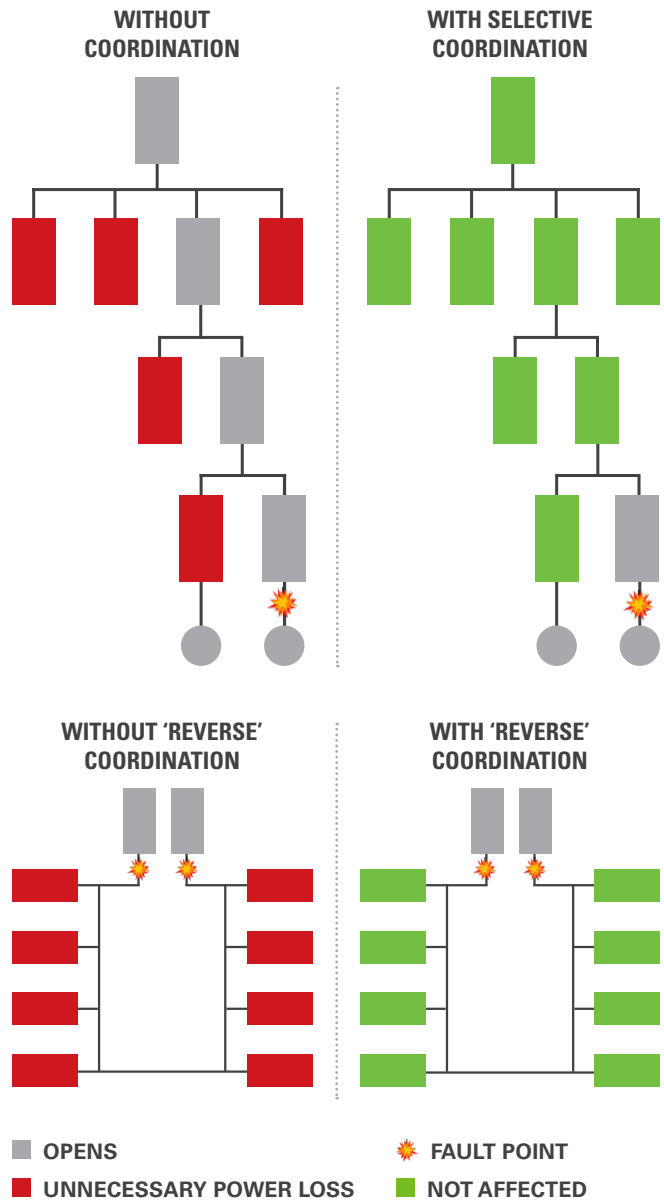 WITHOUT
COORDINATION
WITH SELECTIVE
COORDINATION
WITHOUT ‘REVERSE’
COORDINATION
WITH ‘REVERSE’
COORDINATION
OPENS
FAULT POINT
UNNECESSARY POWER LOSS
NOT AFFECTED